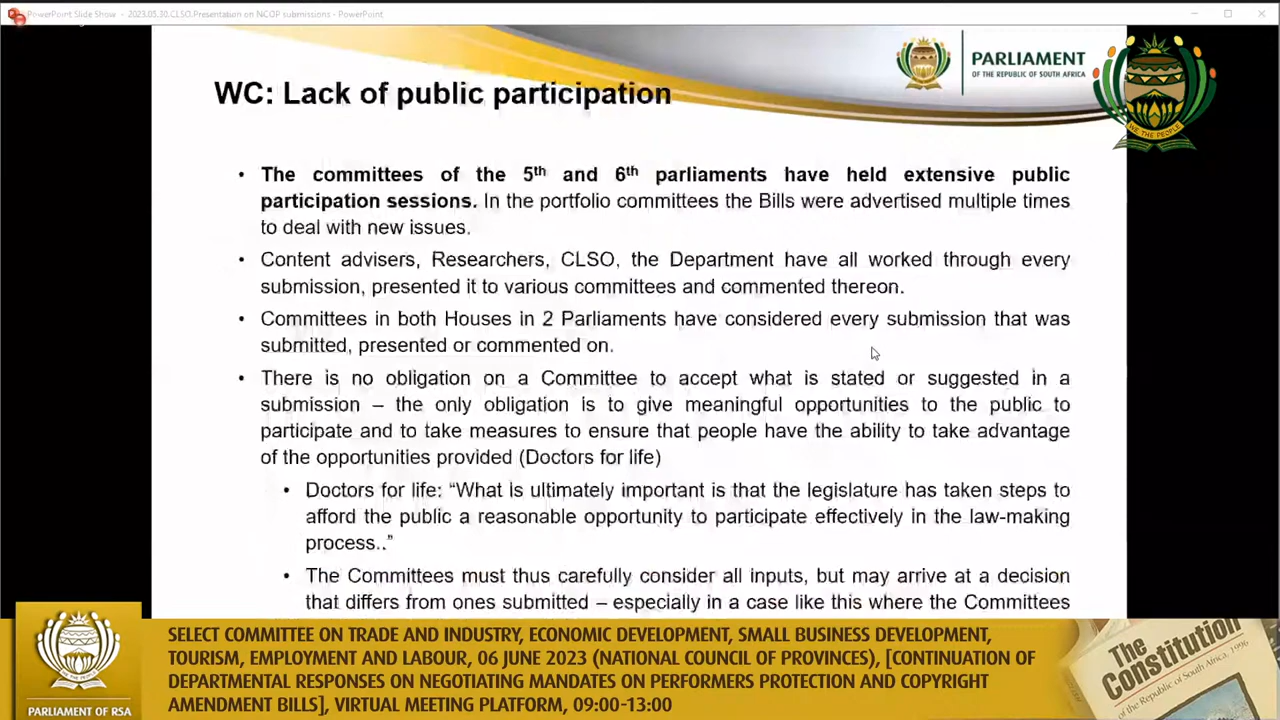 PowerPoint Slide Show - 2023.05.30.CLSO.Presentation on NCOP submissions - PowerPoint
PARLIAMENT
OF THE REPUBLIC OF SOUTH AFRICA
WE, THE PEOPLE
WC: Lack of public participation
• The committees of the 5th and 6th parliaments have held extensive public
participation sessions. In the portfolio committees the Bills were advertised multiple times
to deal with new issues.
• Content advisers, Researchers, CLSO, the Department have all worked through every
submission, presented it to various committees and commented thereon.
• Committees in both Houses in 2 Parliaments have considered every submission that was
submitted, presented or commented on.
• There is no obligation on a Committee to accept what is stated or suggested in a
submission – the only obligation is to give meaningful opportunities to the public to
participate and to take measures to ensure that people have the ability to take advantage
of the opportunities provided (Doctors for life)
• Doctors for life: “What is ultimately important is that the legislature has taken steps to
afford the public a reasonable opportunity to participate effectively in the law-making
process..”
• The Committees must thus carefully consider all inputs, but may arrive at a decision
that differs from ones submitted – especially in a case like this where the Committees
SELECT COMMITTEE ON TRADE AND INDUSTRY, ECONOMIC DEVELOPMENT, SMALL BUSINESS DEVELOPMENT,
TOURISM, EMPLOYMENT AND LABOUR, 06 JUNE 2023 (NATIONAL COUNCIL OF PROVINCES), [CONTINUATION OF
DEPARTMENTAL RESPONSES ON NEGOTIATING MANDATES ON PERFORMERS PROTECTION AND COPYRIGHT
AMENDMENT BILLS], VIRTUAL MEETING PLATFORM, 09:00-13:00
PARLIAMENT OF RSA
The
Constitution
of the Republic of South Africa, 1996